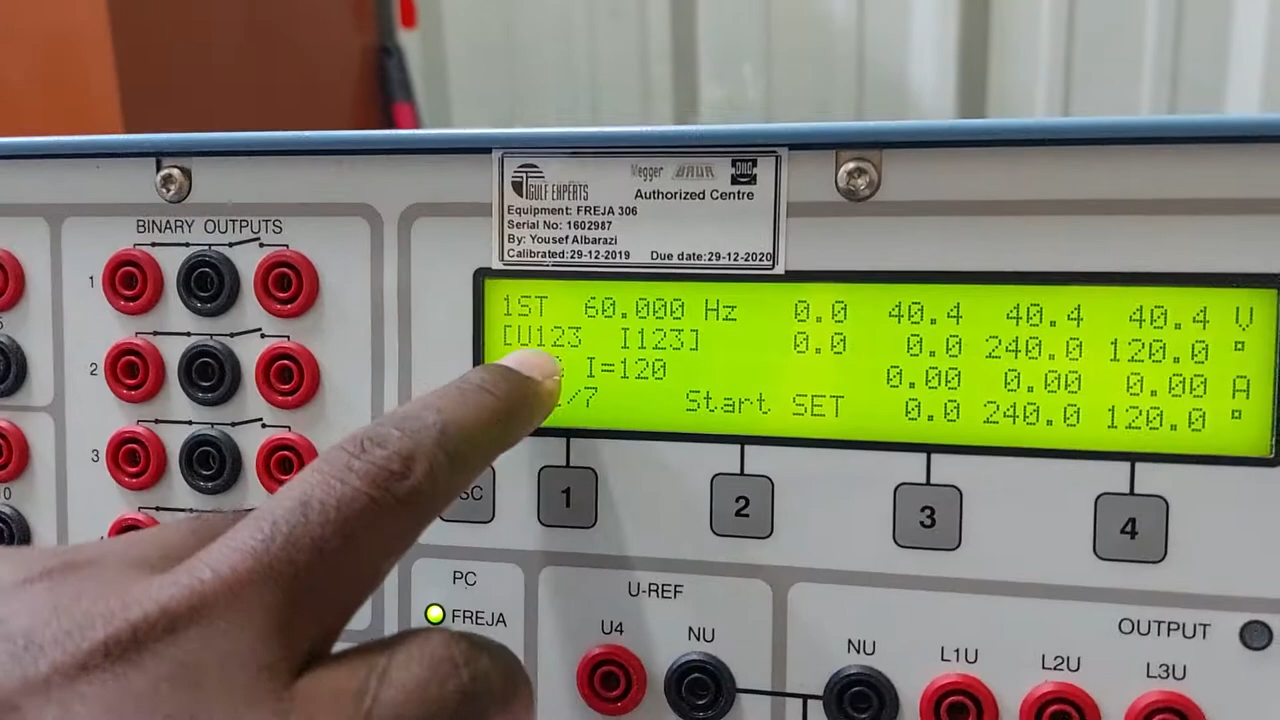 GULF EXPERTS
Megger BAUR DILO
Authorized Centre
Equipment: FREJA 306
Serial No: 1602987
By: Yousef Albarazi
Calibrated:29-12-2019 Due date:29-12-2020
BINARY OUTPUTS
1
2
3
1ST 60.000 Hz 0.0 40.4 40.4 40.4 V
[U123 I123] 0.0 0.0 240.0 120.0 °
I=120 0.00 0.00 0.00 A
/7 Start SET 0.0 240.0 120.0 °
SC
1
2
3
4
PC
FREJA
U-REF
U4
NU
OUTPUT
NU
L1U
L2U
L3U